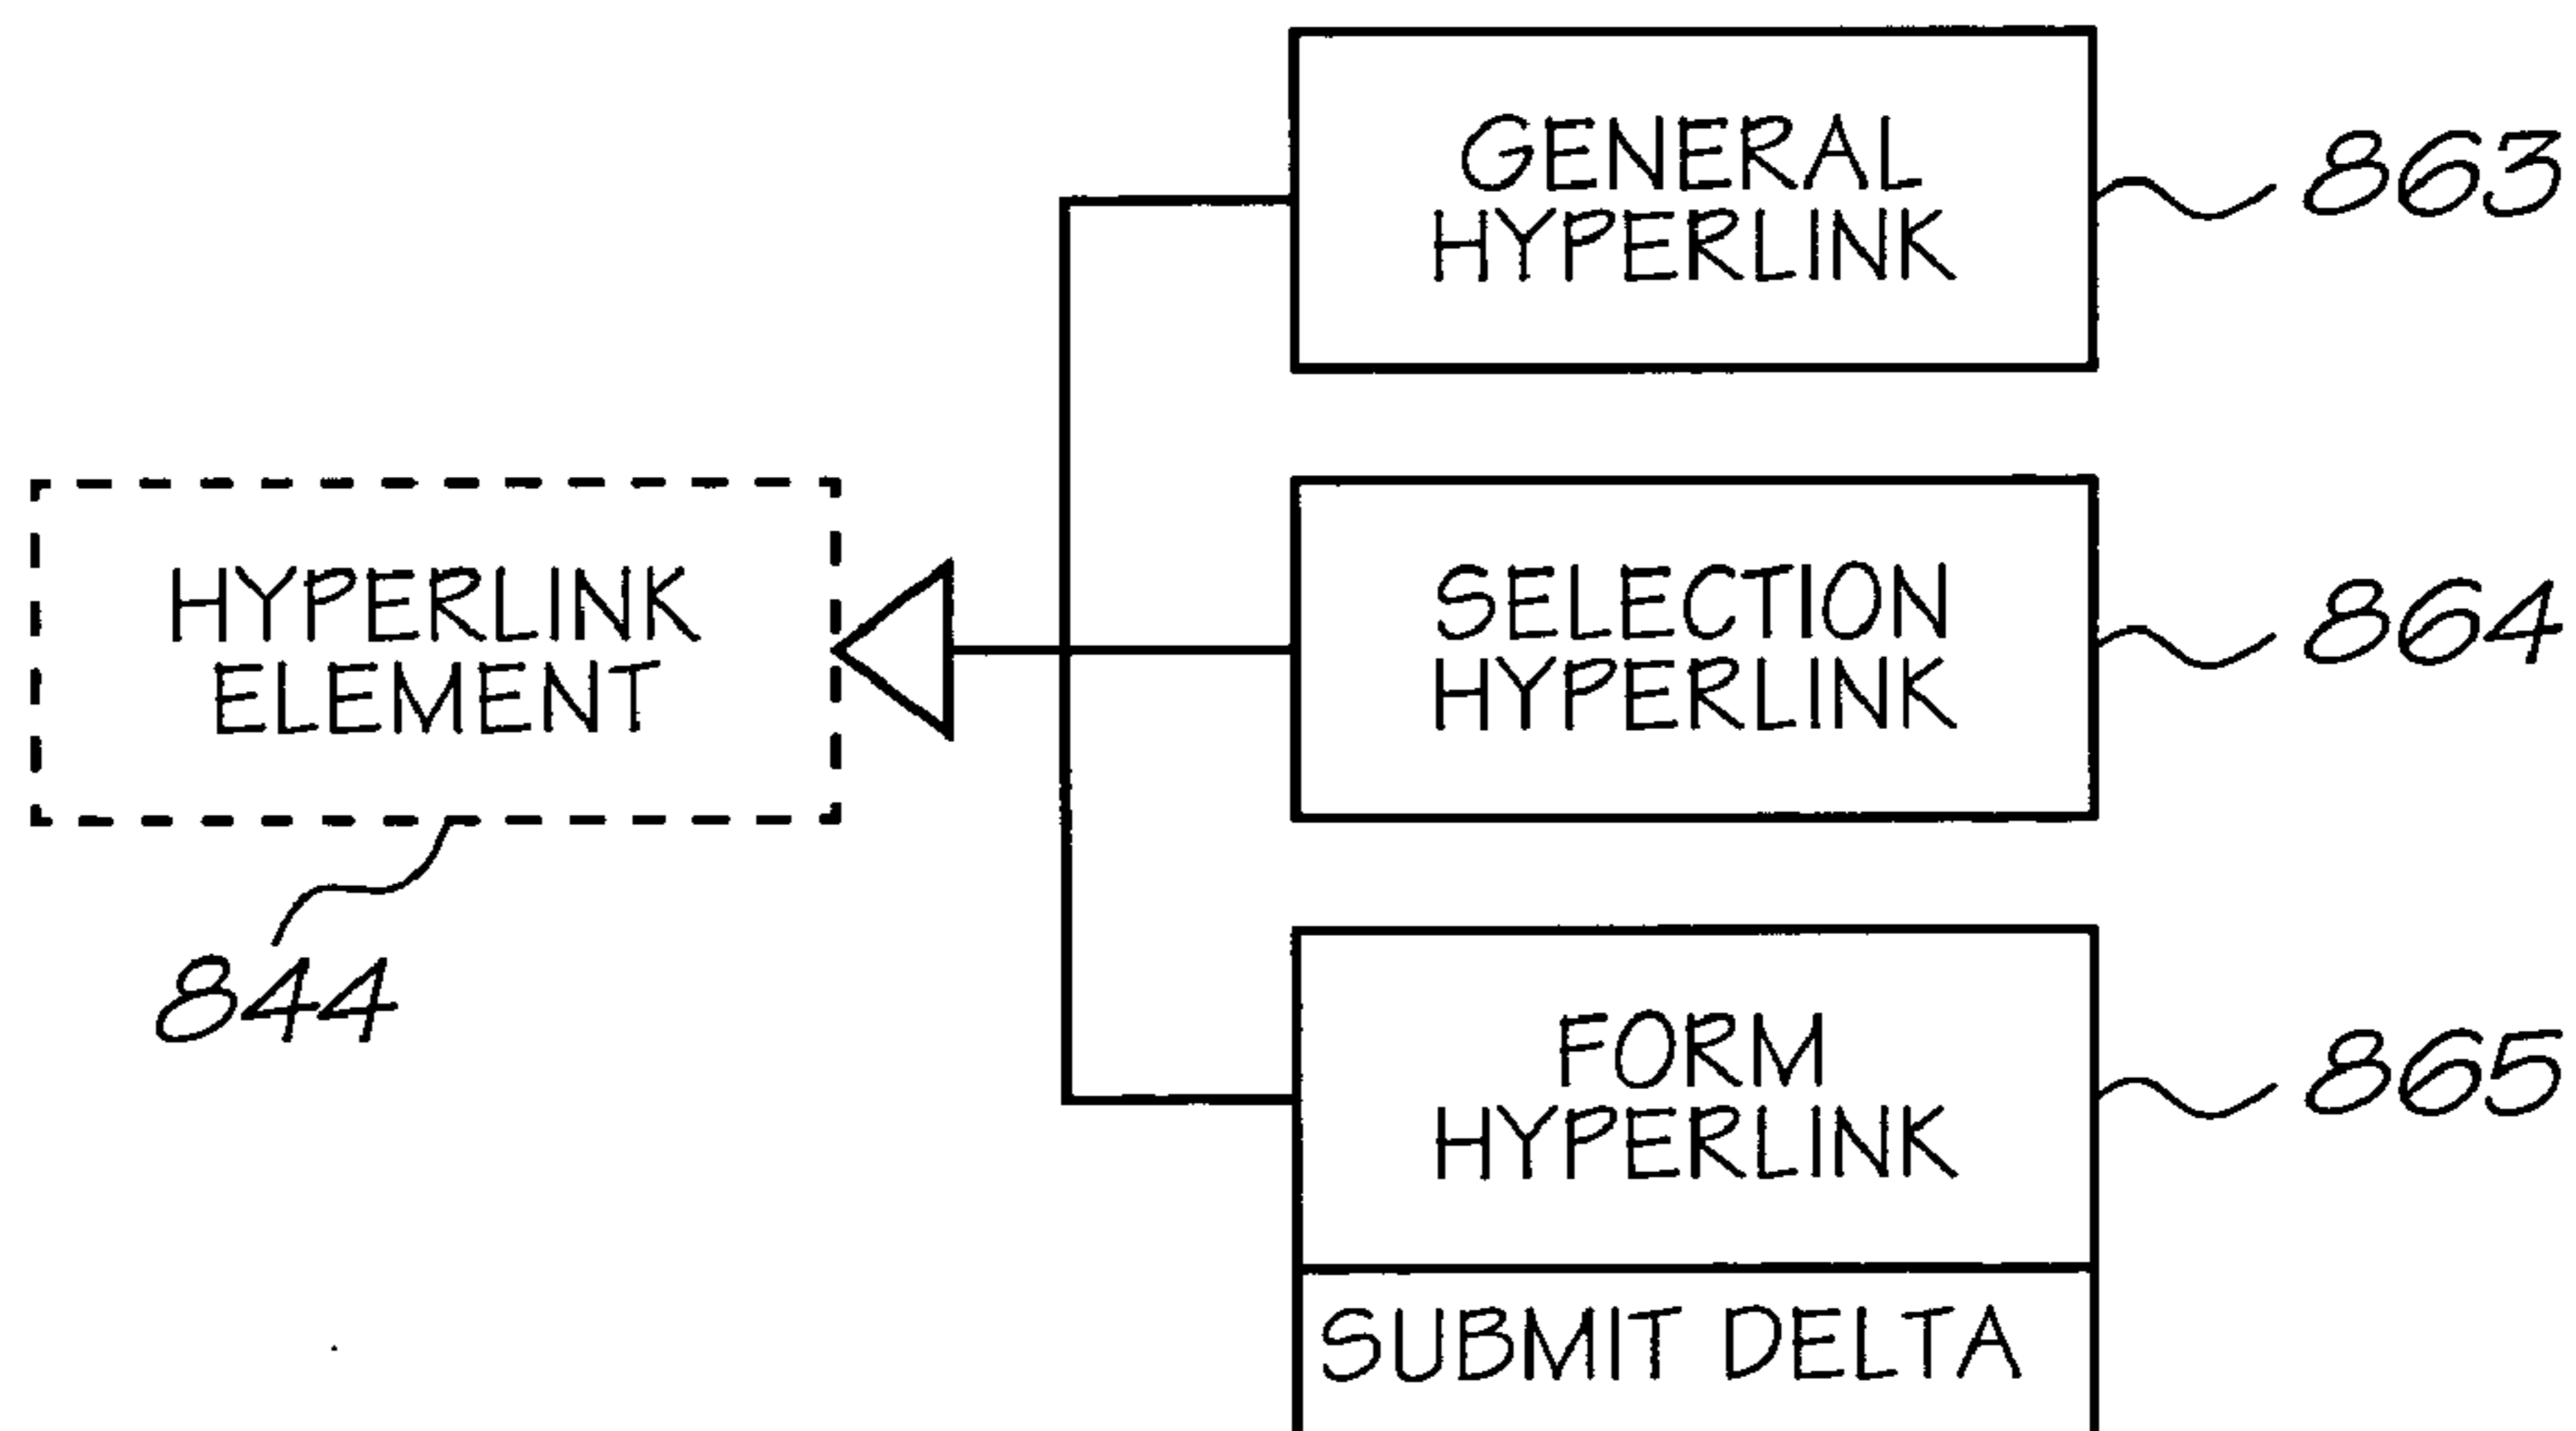 GENERAL
HYPERLINK
863
HYPERLINK
ELEMENT
844
SELECTION
HYPERLINK
864
FORM
HYPERLINK
865
SUBMIT DELTA